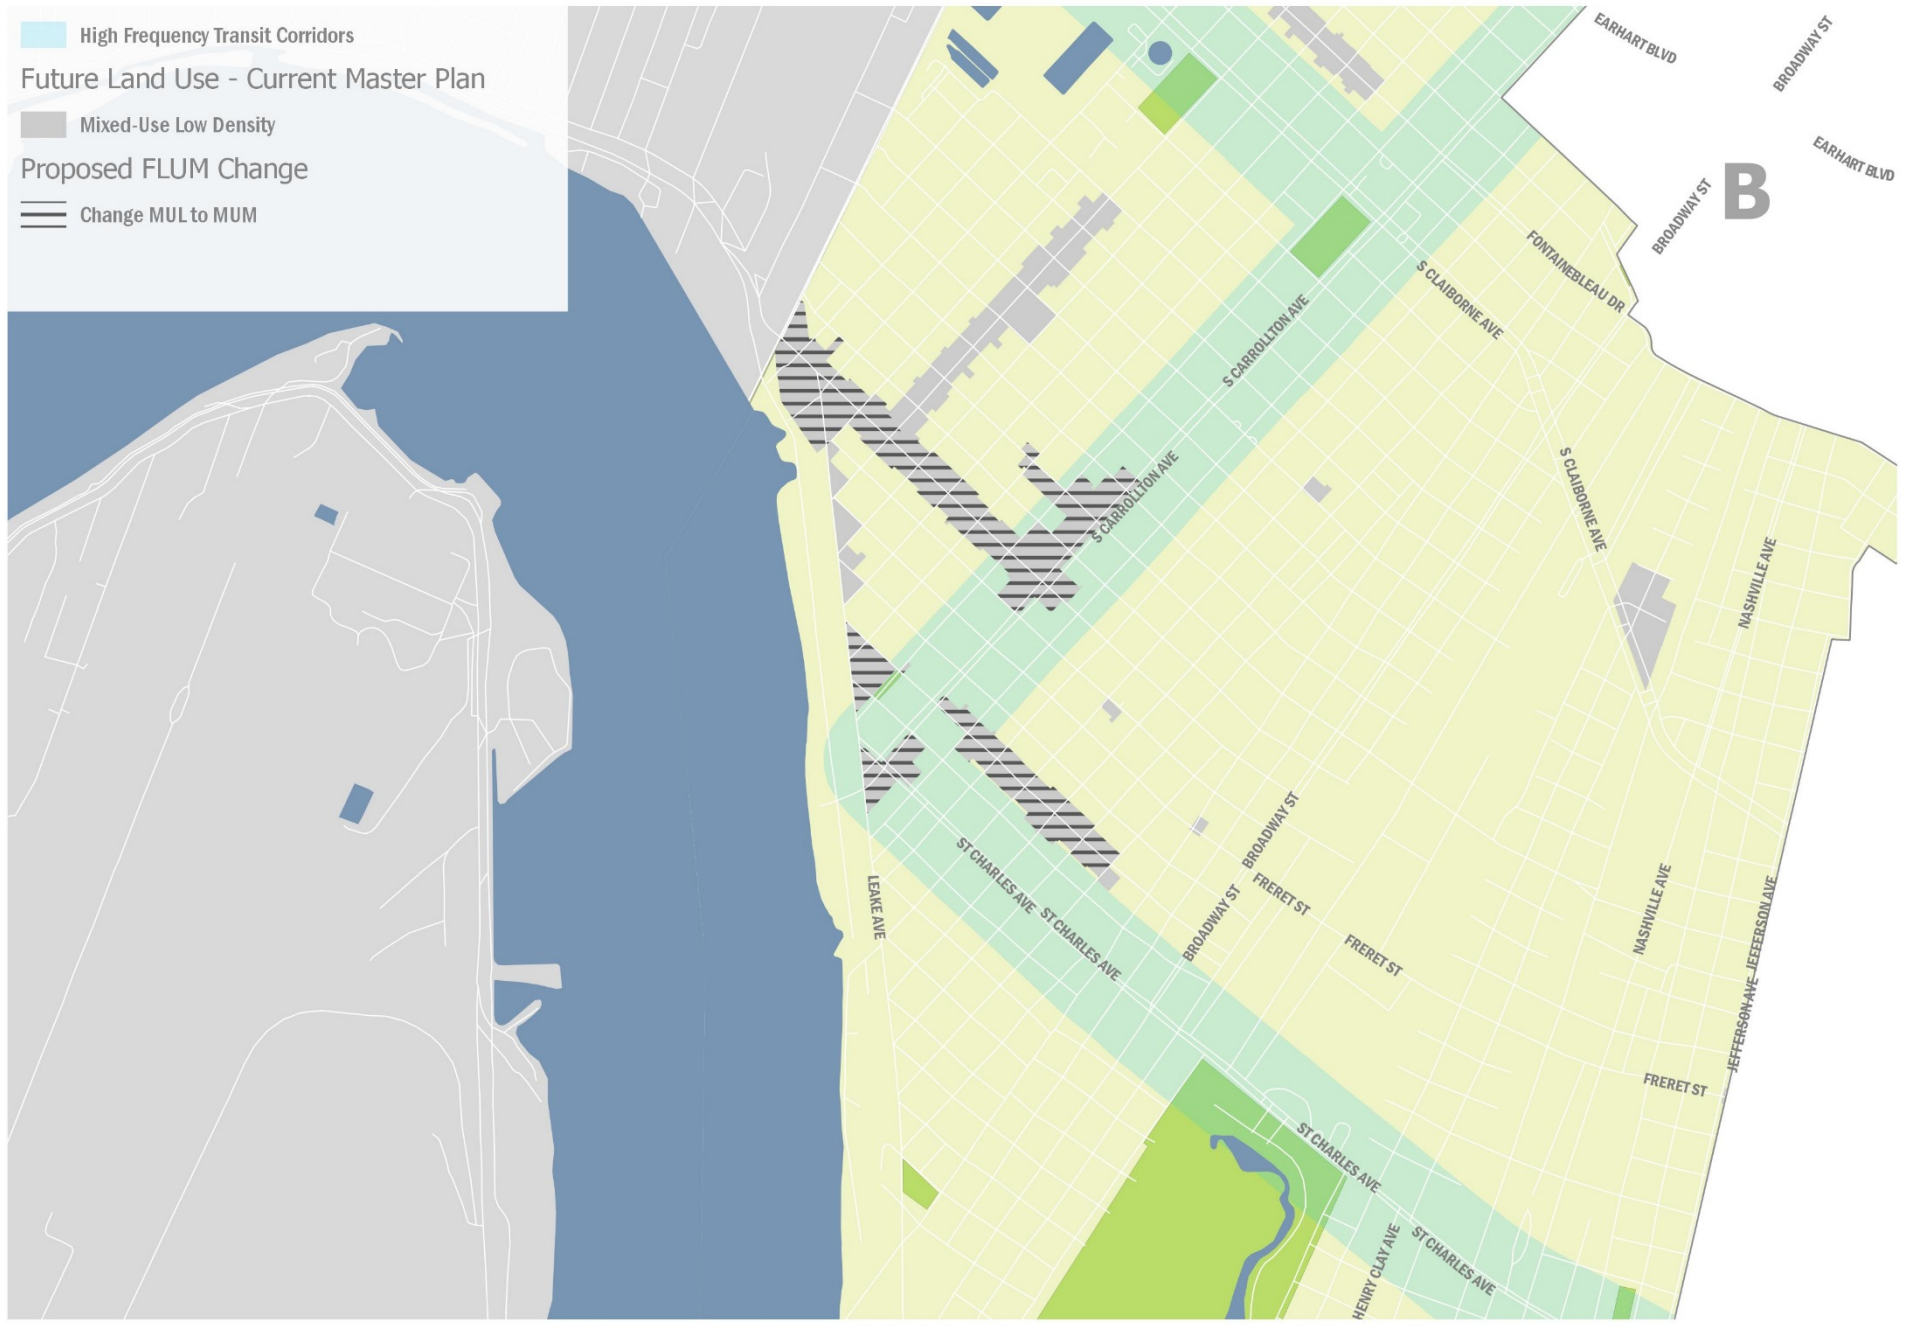 High Frequency Transit Corridors
Future Land Use - Current Master Plan
Mixed-Use Low Density
Proposed FLUM Change
Change MUL to MUM
EARHART BLVD
BROADWAY ST
EARHART BLVD
BROADWAY ST
B
FONTAINEBLEAU DR
S CLAIBORNE AVE
S CARROLLTON AVE
S CARROLLTON AVE
S CLAIBORNE AVE
NASHVILLE AVE
BROADWAY ST
ST CHARLES AVE
LEAKE AVE
FRERET ST
BROADWAY ST
ST CHARLES AVE
FRERET ST
NASHVILLE AVE
JEFFERSON AVE
JEFFERSON AVE
FRERET ST
ST CHARLES AVE
HENRY CLAY AVE
ST CHARLES AVE